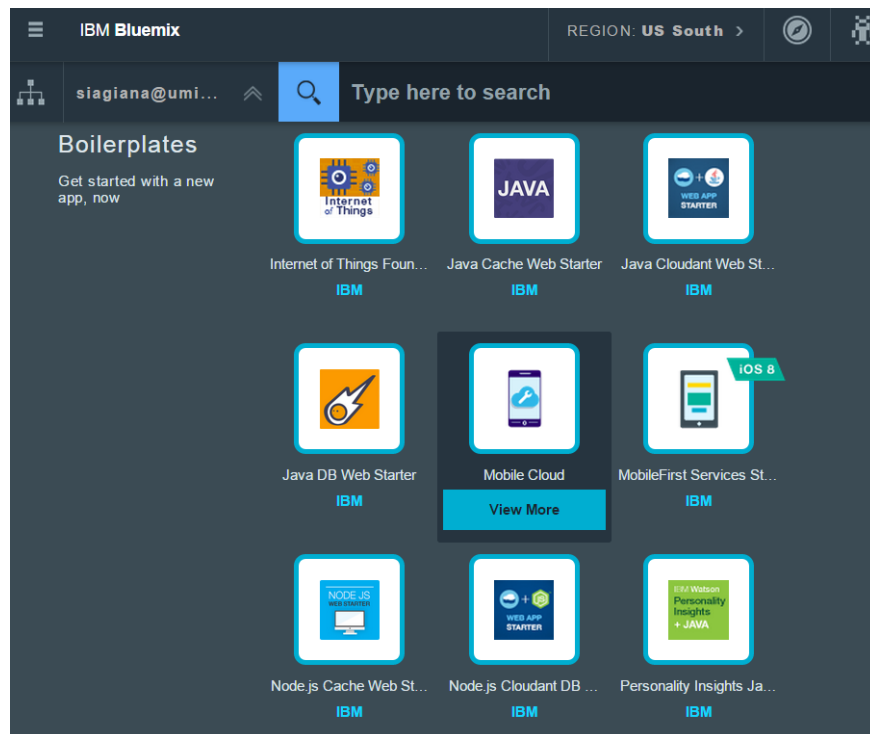 IBM Bluemix
REGION: US South >
siagiana@umi...
Type here to search
Boilerplates
Get started with a new
app, now
Internet
of Things
JAVA
WEB APP
STARTER
Internet of Things Foun...
Java Cache Web Starter
Java Cloudant Web St...
IBM
IBM
IBM
iOS 8
Java DB Web Starter
Mobile Cloud
MobileFirst Services St...
IBM
View More
IBM
NODE JS
WEB STARTER
WEB APP
STARTER
Watson
Personality
Insights
+ JAVA
Node.js Cache Web St...
Node.js Cloudant DB ...
Personality Insights Ja...
IBM
IBM
IBM